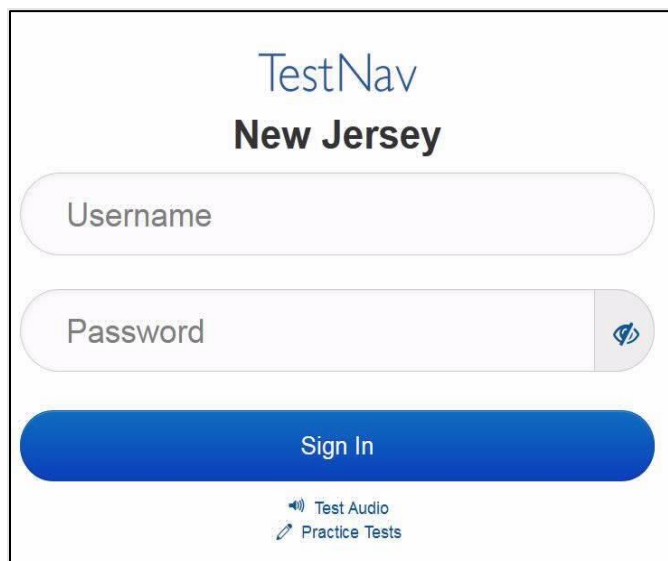 TestNav
New Jersey
Username
Password
Sign In
Test Audio
Practice Tests